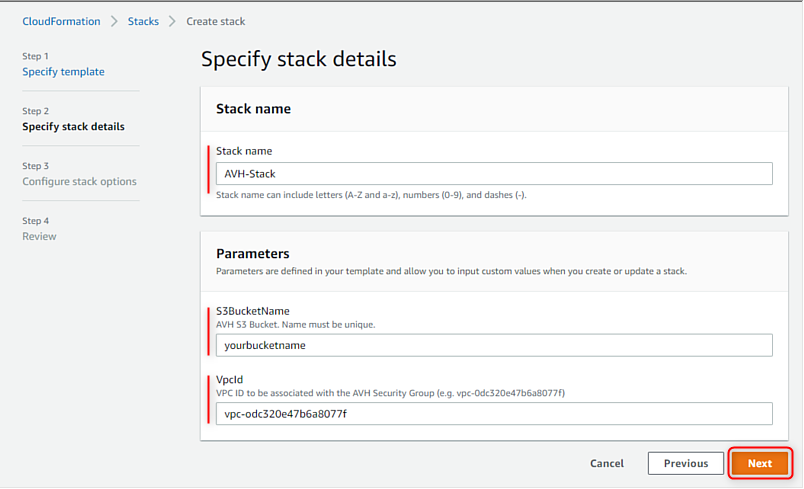 CloudFormation > Stacks > Create stack
Step 1
Specify template
Step 2
Specify stack details
Step 3
Configure stack options
Step 4
Review
Specify stack details
Stack name
Stack name
AVH-Stack
Stack name can include letters (A-Z and a-z), numbers (0-9), and dashes (-).
Parameters
Parameters are defined in your template and allow you to input custom values when you create or update a stack.
S3BucketName
AVH S3 Bucket. Name must be unique.
yourbucketname
VpcId
VPC ID to be associated with the AVH Security Group (e.g. vpc-0dc320e47b6a8077f)
vpc-odc320e47b6a8077f
Cancel
Previous
Next